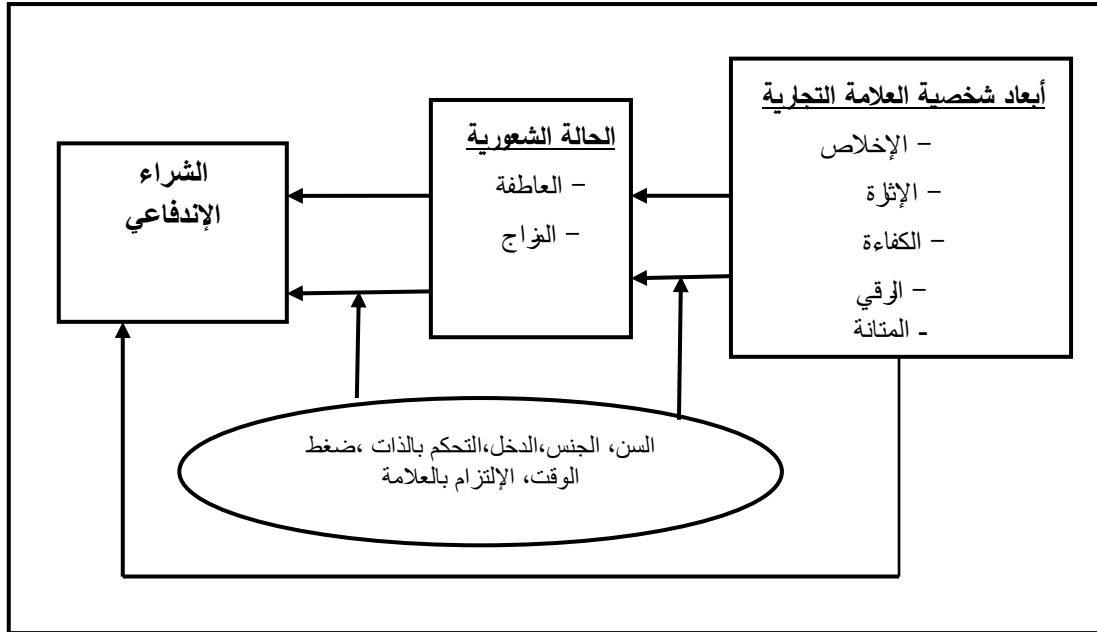 أبعاد شخصية العلامة التجارية
– الإخلاص
– الإثارة
– الكفاءة
– الرقي
- المتانة
الحالة الشعورية
– العاطفة
– المزاج
الشراء
الإندفاعي
السن، الجنس،الدخل،التحكم بالذات ،ضغط
الوقت، الإلتزام بالعلامة